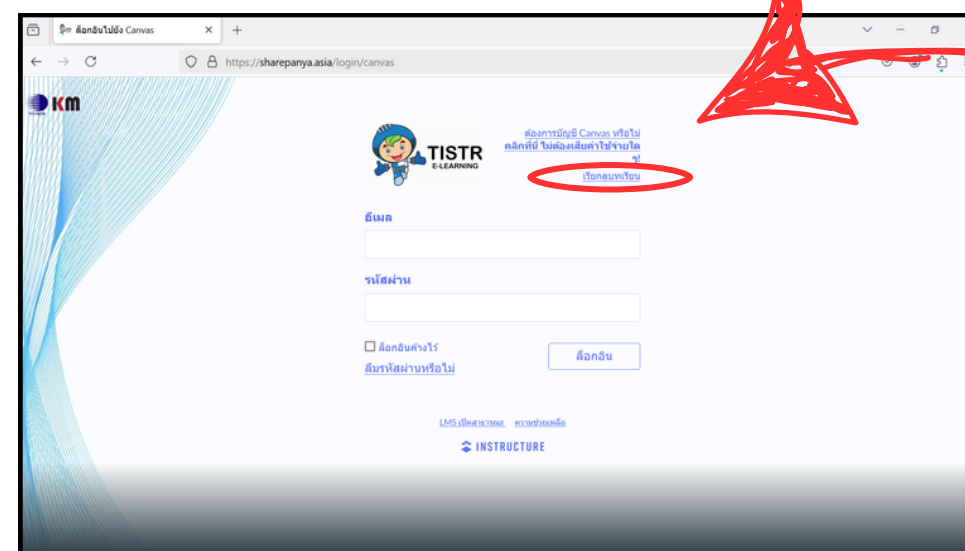 ล็อกอินไปยัง Canvas
https://sharepanya.asia/login/canvas
KM
TISTR
E-LEARNING
ต้องการบัญชี Canvas หรือไม่
คลิกที่นี่ ไม่ต้องเสียค่าใช้จ่ายใด
ๆ!
เรียกดูบทเรียน
อีเมล
รหัสผ่าน
ล็อกอินค้างไว้
ล็อกอิน
ลืมรหัสผ่านหรือไม่
LMS เปิดสาธารณะ ความช่วยเหลือ
INSTRUCTURE